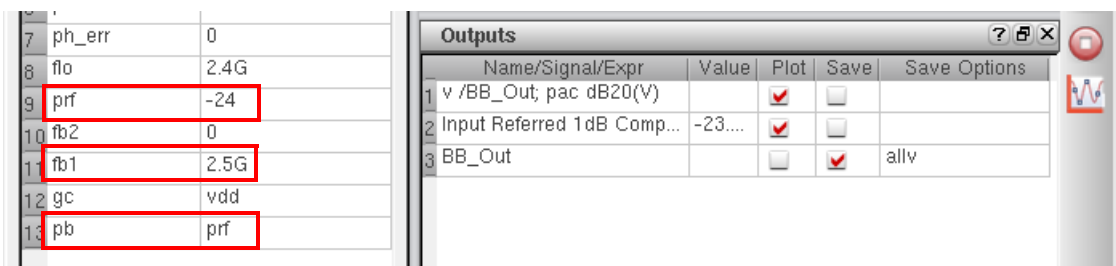 7 ph_err 0
8 flo 2.4G
9 prf -24
10 fb2 0
11 fb1 2.5G
12 gc vdd
13 pb prf
Outputs
Name/Signal/Expr Value Plot Save Save Options
1 v /BB_Out; pac dB20(V)
2 Input Referred 1dB Comp... -23....
3 BB_Out allv